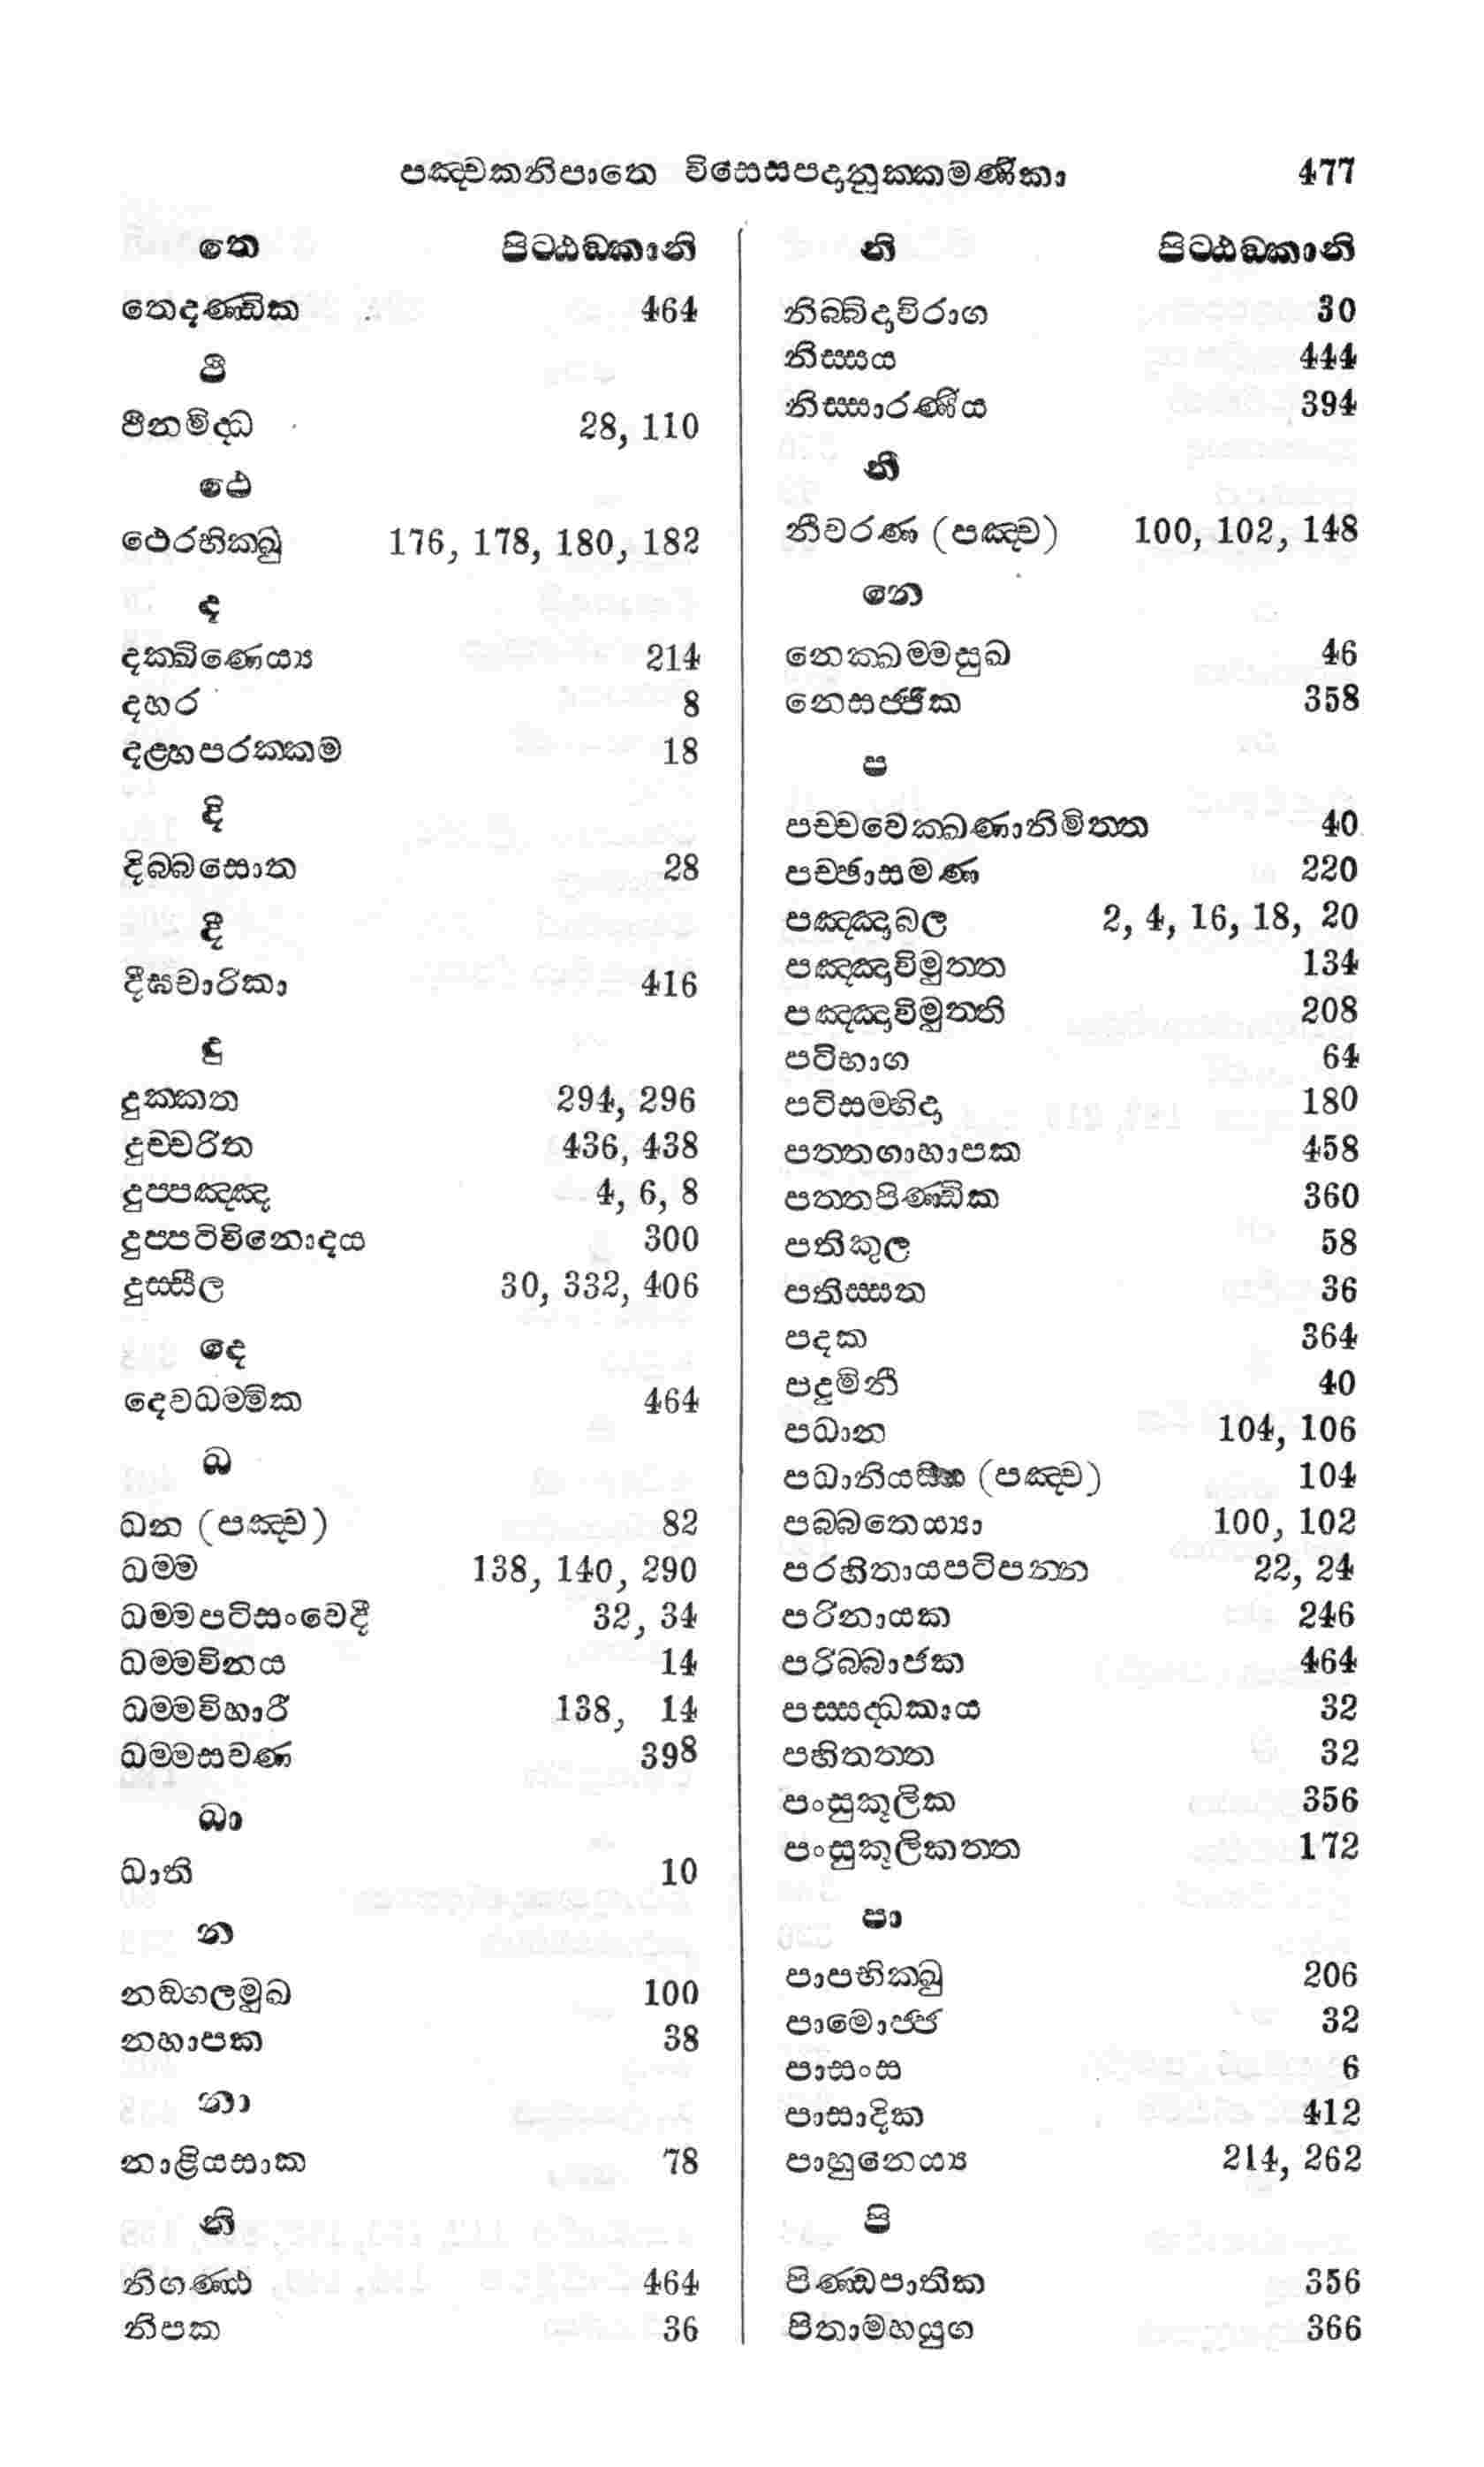 පඤ්චකනිපාතෙ විසෙසපදානුක්කමණිකා 477
තෙ පිට්ඨඞ්කානි
තෙදණ්ඩික 464
ථී
ථීනමිද්ධ 28, 110
ථෙ
ථෙරභික්ඛු 176, 178, 180, 182
ද
දක්ඛිණෙය්‍ය 214
දහර 8
දළ්හපරක්කම 18
දි
දිබ්බසොත 28
දී
දීඝචාරිකා 416
දු
දුක්කත 294, 296
දුච්චරිත 436, 438
දුප්පඤ්ඤ 4, 6, 8
දුප්පටිවිනොදය 300
දුස්සීල 30, 332, 406
දෙ
දෙවධම්මික 464
ධ
ධන (පඤ්ච) 82
ධම්ම 138, 140, 290
ධම්මපටිසංවෙදී 32, 34
ධම්මවිනය 14
ධම්මවිහාරී 138, 14
ධම්මසවණ 398
ධා
ධාති 10
න
නඞ්ගලමුඛ 100
නහාපක 38
නා
නාළියසාක 78
නි
නිගණ්ඨ 464
නිපක 36
නි පිට්ඨඞ්කානි
නිබ්බිදාවිරාග 30
නිස්සය 444
නිස්සාරණීය 394
නී
නීවරණ (පඤ්ච) 100, 102, 148
නෙ
නෙක්ඛම්මසුඛ 46
නෙසජ්ජික 358
ප
පච්චවෙක්ඛණානිමිත්ත 40
පච්ඡාසමණ 220
පඤ්ඤාබල 2, 4, 16, 18, 20
පඤ්ඤාවිමුත්ත 134
පඤ්ඤාවිමුත්ති 208
පටිභාග 64
පටිසම්භිදා 180
පත්තගාහාපක 458
පත්තපිණ්ඩික 360
පතිකුල 58
පතිස්සත 36
පදක 364
පදුමිනී 40
පධාන 104, 106
(පඤ්ච) 104
පබ්බතෙය්‍යා 100, 102
පරහිතායපටිපන්න 22, 24
පරිනායක 246
පරිබ්බාජක 464
පස්සද්ධකාය 32
පහිතත්ත 32
පංසුකූලික 356
පංසුකූලිකත්ත 172
පා
පාපභික්ඛු 206
පාමොජ්ජ 32
පාසංස 6
පාසාදික 412
පාහුනෙය්‍ය 214, 262
පි
පිණ්ඩපාතික 356
පිතාමහයුග 366